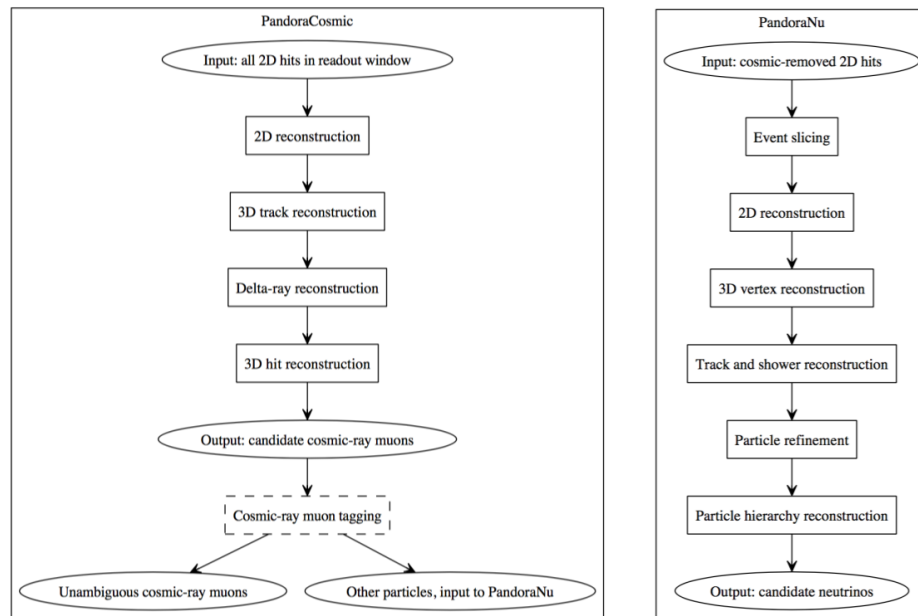 PandoraCosmic
Input: all 2D hits in readout window
2D reconstruction
3D track reconstruction
Delta-ray reconstruction
3D hit reconstruction
Output: candidate cosmic-ray muons
Cosmic-ray muon tagging
Unambiguous cosmic-ray muons
Other particles, input to PandoraNu
PandoraNu
Input: cosmic-removed 2D hits
Event slicing
2D reconstruction
3D vertex reconstruction
Track and shower reconstruction
Particle refinement
Particle hierarchy reconstruction
Output: candidate neutrinos